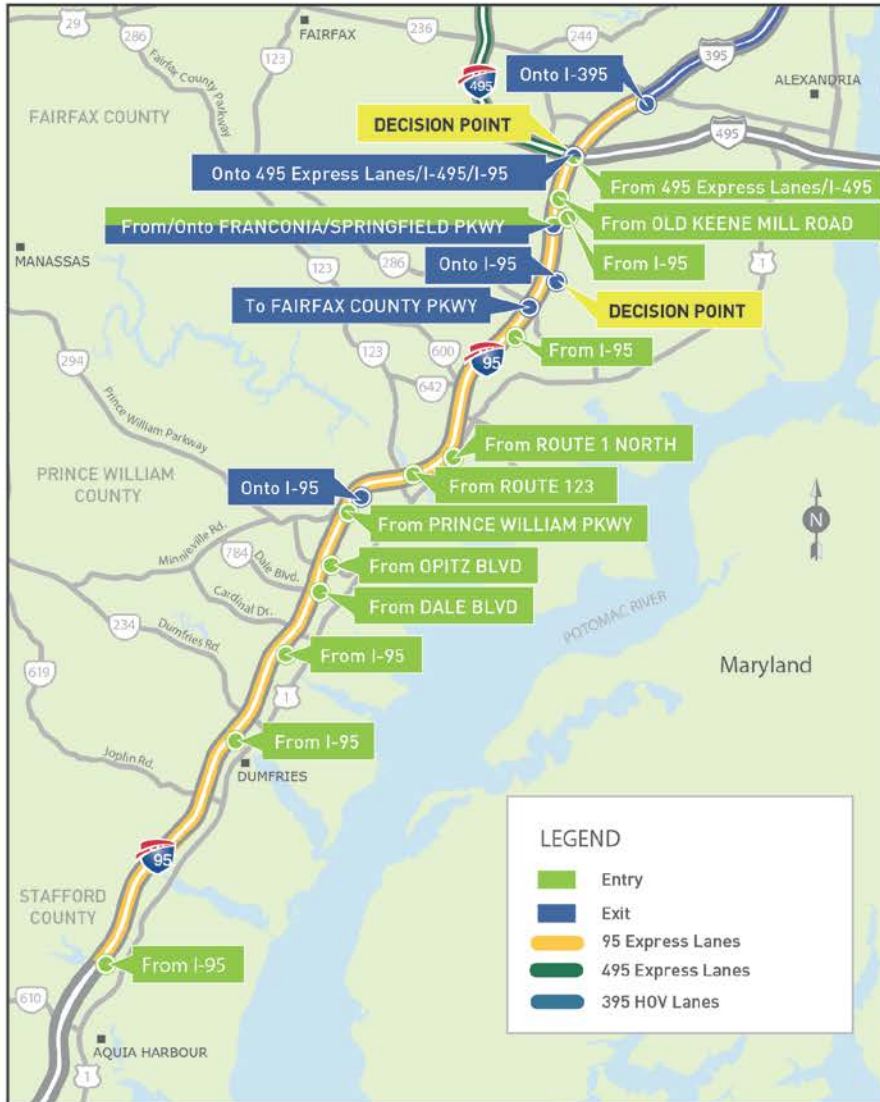 29
286
FAIRFAX
236
244
395
123
495
Onto I-395
ALEXANDRIA
Fairfax County
Parkway
FAIRFAX COUNTY
DECISION POINT
495
Onto 495 Express Lanes/I-495/I-95
From 495 Express Lanes/I-495
From/Onto FRANCONIA/SPRINGFIELD PKWY
From OLD KEENE MILL ROAD
MANASSAS
From I-95
1
123
286
Onto I-95
To FAIRFAX COUNTY PKWY
DECISION POINT
294
123
600
95
From I-95
642
Prince William Parkway
From ROUTE 1 NORTH
PRINCE WILLIAM
COUNTY
Onto I-95
From ROUTE 123
From PRINCE WILLIAM PKWY
N
Minnieville Rd.
784
Dale Blvd.
From OPITZ BLVD
Cardinal Dr.
From DALE BLVD
POTOMAC RIVER
234
Dumfries Rd.
From I-95
Maryland
619
1
From I-95
Joplin Rd.
DUMFRIES
95
LEGEND
Entry
Exit
95 Express Lanes
495 Express Lanes
395 HOV Lanes
STAFFORD
COUNTY
From I-95
610
AQUIA HARBOUR
1